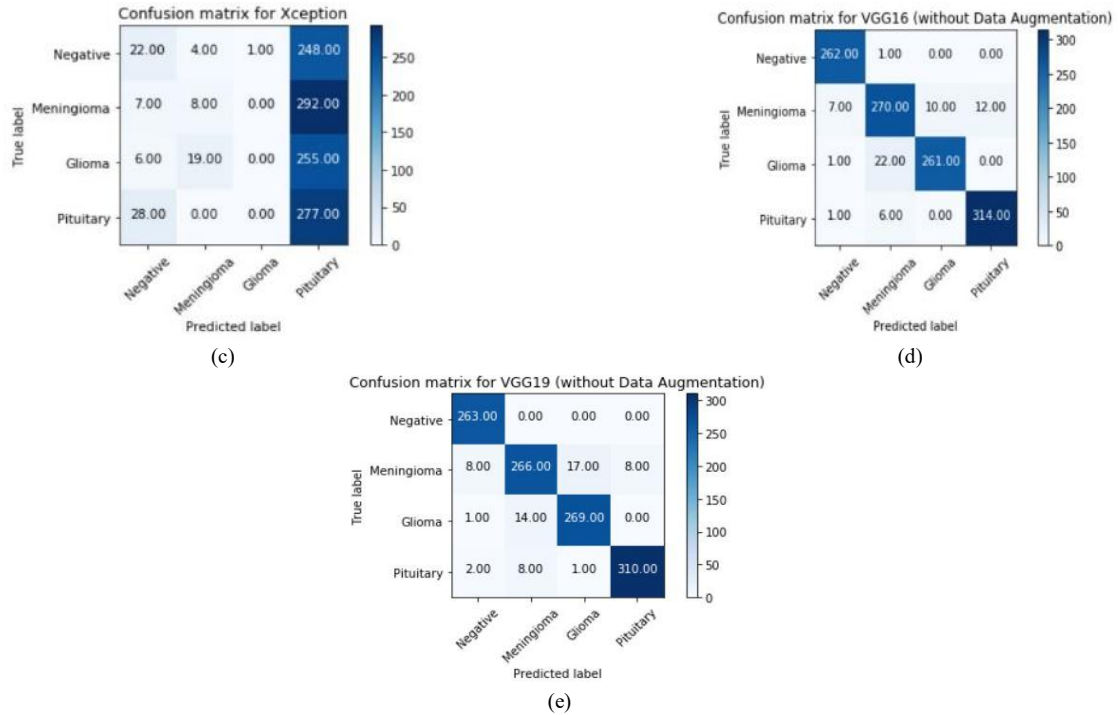 Confusion matrix for Xception
True label
Negative 22.00 4.00 1.00 248.00
Meningioma 7.00 8.00 0.00 292.00
Glioma 6.00 19.00 0.00 255.00
Pituitary 28.00 0.00 0.00 277.00
Negative Meningioma Glioma Pituitary
Predicted label
250
200
150
100
50
0
(c)
Confusion matrix for VGG16 (without Data Augmentation)
True label
Negative 262.00 1.00 0.00 0.00
Meningioma 7.00 270.00 10.00 12.00
Glioma 1.00 22.00 261.00 0.00
Pituitary 1.00 6.00 0.00 314.00
Negative Meningioma Glioma Pituitary
Predicted label
300
250
200
150
100
50
0
(d)
Confusion matrix for VGG19 (without Data Augmentation)
True label
Negative 263.00 0.00 0.00 0.00
Meningioma 8.00 266.00 17.00 8.00
Glioma 1.00 14.00 269.00 0.00
Pituitary 2.00 8.00 1.00 310.00
Negative Meningioma Glioma Pituitary
Predicted label
300
250
200
150
100
50
0
(e)